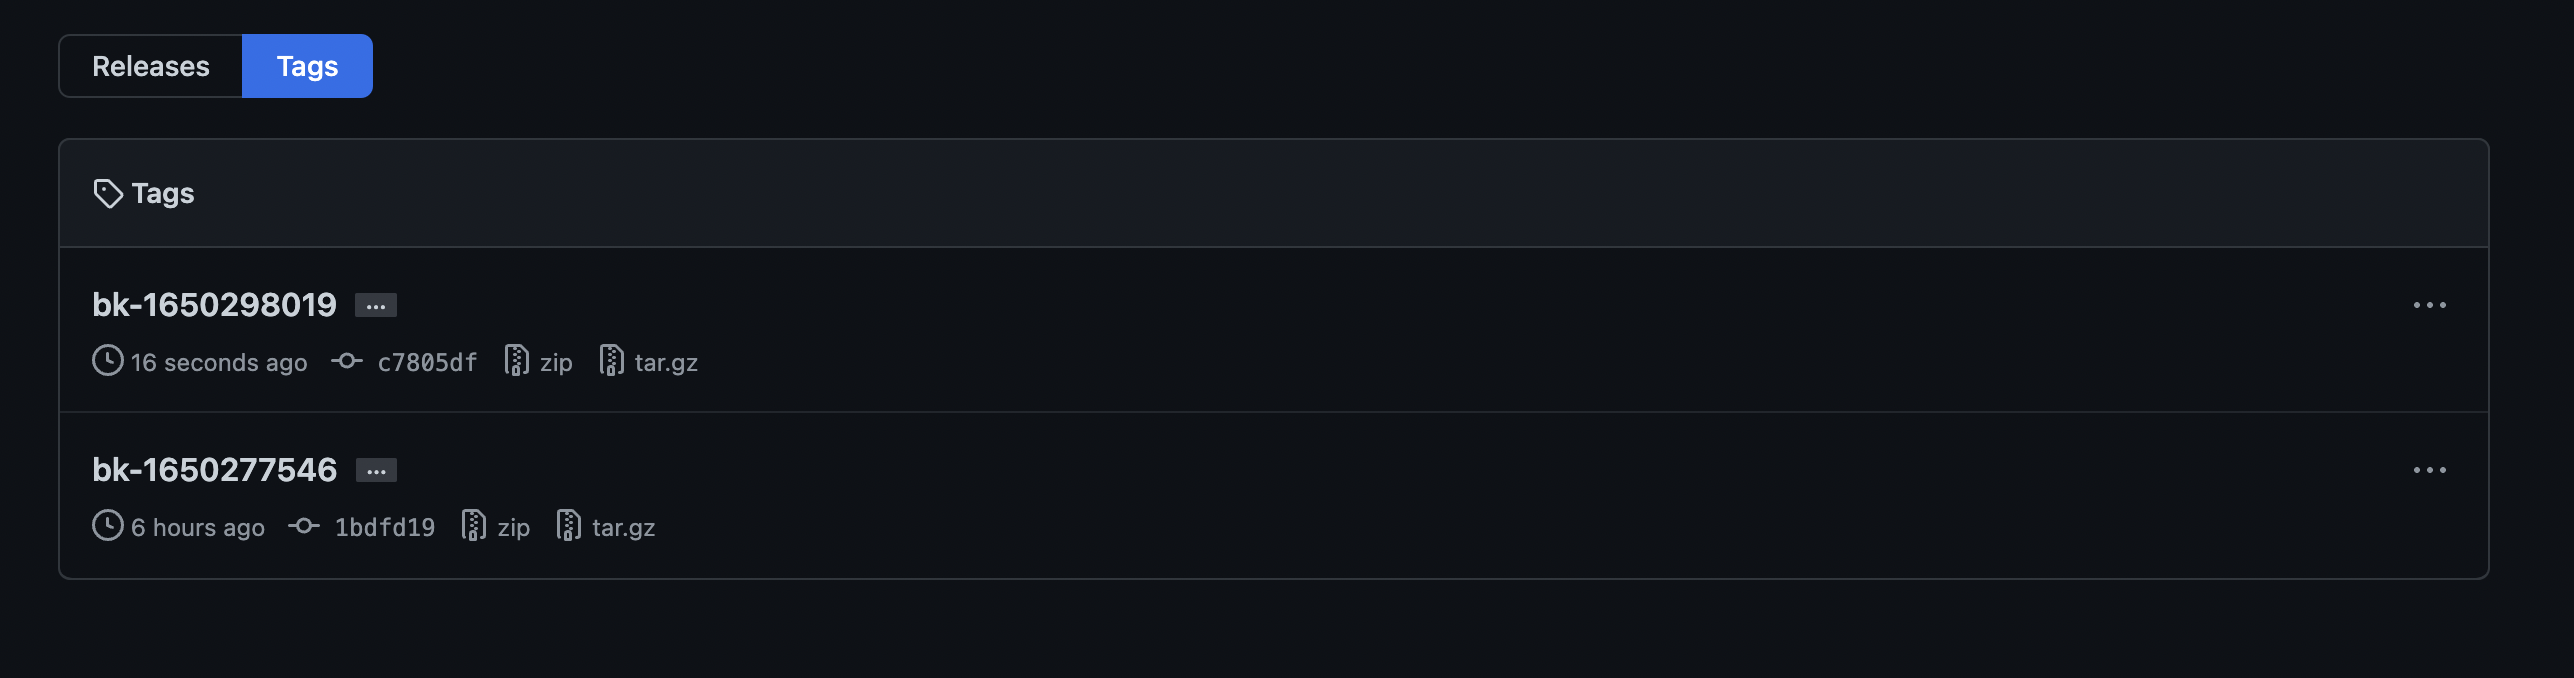 Releases Tags
Tags
bk-1650298019 ...
16 seconds ago c7805df zip tar.gz
bk-1650277546 ...
6 hours ago 1bdfd19 zip tar.gz